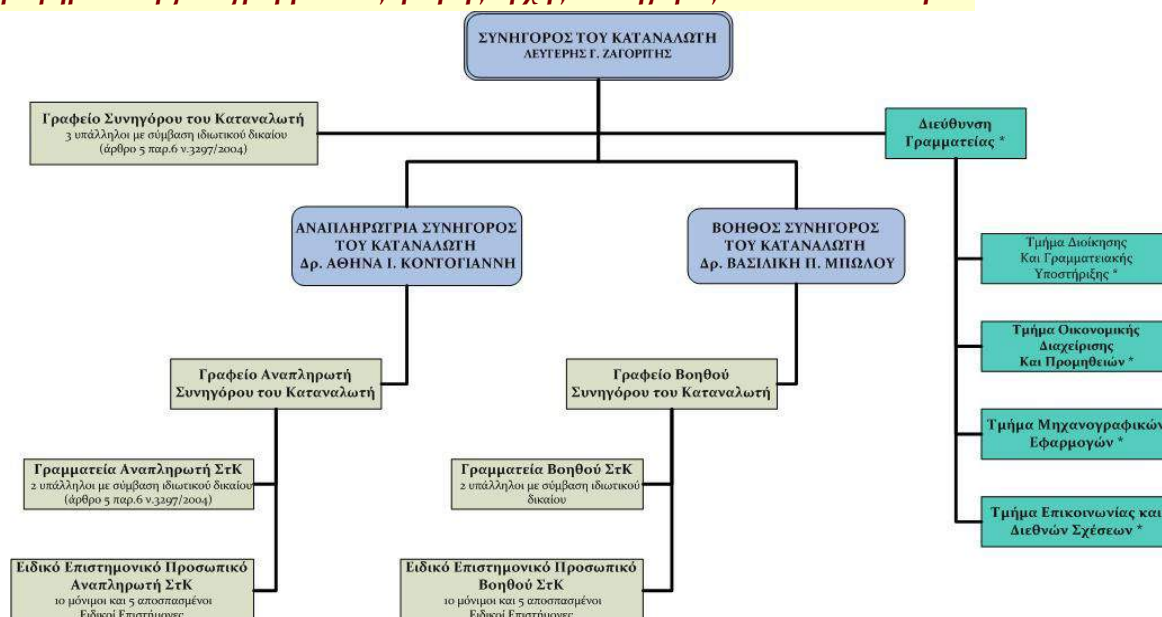 ΣΥΝΗΓΟΡΟΣ ΤΟΥ ΚΑΤΑΝΑΛΩΤΗ
ΛΕΥΤΕΡΗΣ Γ. ΖΑΓΟΡΙΤΗΣ
Γραφείο Συνηγόρου του Καταναλωτή
3 υπάλληλοι με σύμβαση ιδιωτικού δικαίου
(άρθρο 5 παρ.6 ν.3297/2004)
Διεύθυνση
Γραμματείας *
ΑΝΑΠΛΗΡΩΤΡΙΑ ΣΥΝΗΓΟΡΟΣ
ΤΟΥ ΚΑΤΑΝΑΛΩΤΗ
Δρ. ΑΘΗΝΑ Ι. ΚΟΝΤΟΓΙΑΝΝΗ
ΒΟΗΘΟΣ ΣΥΝΗΓΟΡΟΣ
ΤΟΥ ΚΑΤΑΝΑΛΩΤΗ
Δρ. ΒΑΣΙΛΙΚΗ Π. ΜΠΩΛΟΥ
Τμήμα Διοίκησης
Και Γραμματειακής
Υποστήριξης *
Τμήμα Οικονομικής
Διαχείρισης
Και Προμηθειών *
Γραφείο Αναπληρωτή
Συνηγόρου του Καταναλωτή
Γραφείο Βοηθού
Συνηγόρου του Καταναλωτή
Τμήμα Μηχανογραφικών
Εφαρμογών *
Γραμματεία Αναπληρωτή ΣτΚ
2 υπάλληλοι με σύμβαση ιδιωτικού δικαίου
(άρθρο 5 παρ.6 ν.3297/2004)
Γραμματεία Βοηθού ΣτΚ
2 υπάλληλοι με σύμβαση ιδιωτικού
δικαίου
Τμήμα Επικοινωνίας και
Διεθνών Σχέσεων *
Ειδικό Επιστημονικό Προσωπικό
Αναπληρωτή ΣτΚ
10 μόνιμοι και 5 αποσπασμένοι
Ειδικοί Επιστήμονες
Ειδικό Επιστημονικό Προσωπικό
Βοηθού ΣτΚ
10 μόνιμοι και 5 αποσπασμένοι
Ειδικοί Επιστήμονες